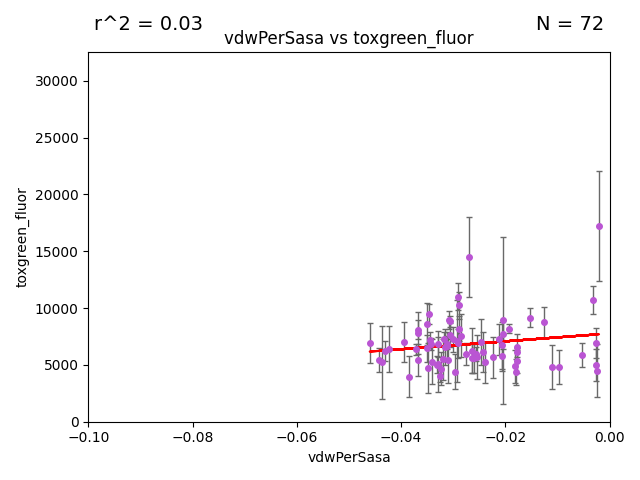 r^2 = 0.03
N = 72
vdwPerSasa vs toxgreen_fluor
30000
25000
20000
15000
10000
5000
0
toxgreen_fluor
−0.10
−0.08
−0.06
−0.04
−0.02
0.00
vdwPerSasa